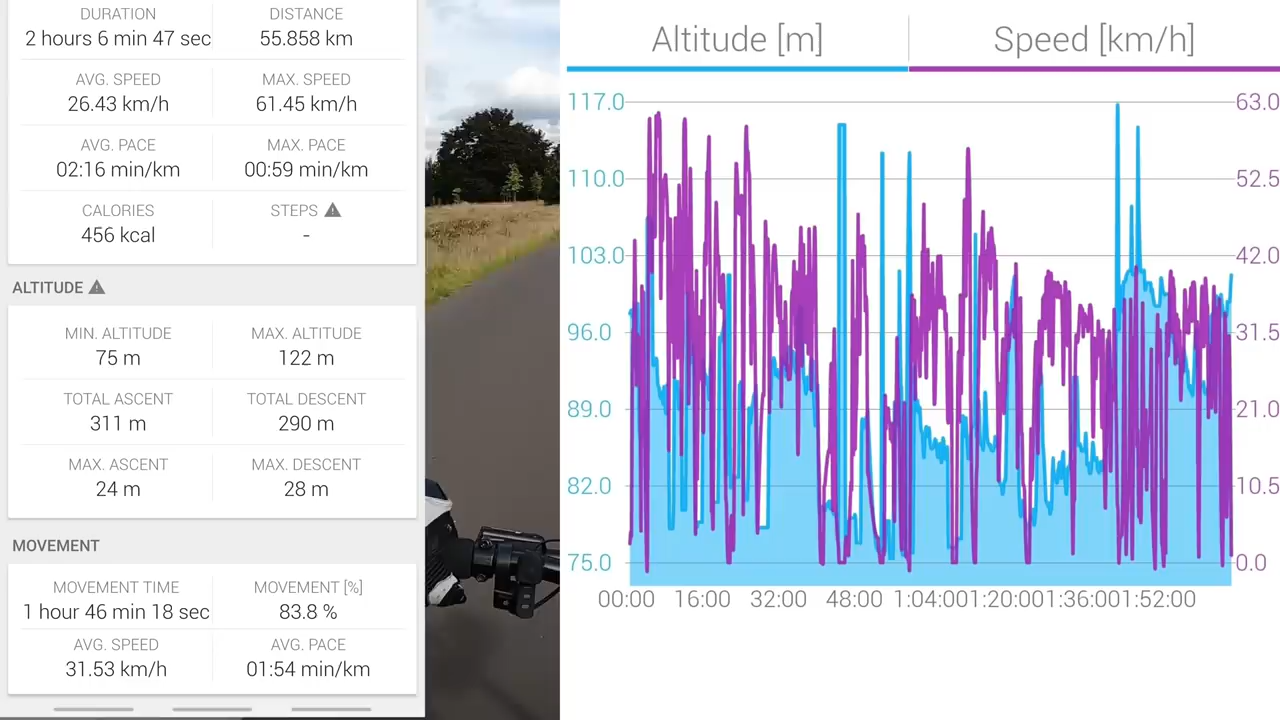 DURATION DISTANCE
2 hours 6 min 47 sec 55.858 km
AVG. SPEED MAX. SPEED
26.43 km/h 61.45 km/h
AVG. PACE MAX. PACE
02:16 min/km 00:59 min/km
CALORIES STEPS
456 kcal -
ALTITUDE
MIN. ALTITUDE MAX. ALTITUDE
75 m 122 m
TOTAL ASCENT TOTAL DESCENT
311 m 290 m
MAX. ASCENT MAX. DESCENT
24 m 28 m
MOVEMENT
MOVEMENT TIME MOVEMENT [%]
1 hour 46 min 18 sec 83.8 %
AVG. SPEED AVG. PACE
31.53 km/h 01:54 min/km
Altitude [m] Speed [km/h]
117.0 63.0
110.0 52.5
103.0 42.0
96.0 31.5
89.0 21.0
82.0 10.5
75.0 0.0
00:00 16:00 32:00 48:00 1:04:00 1:20:00 1:36:00 1:52:00